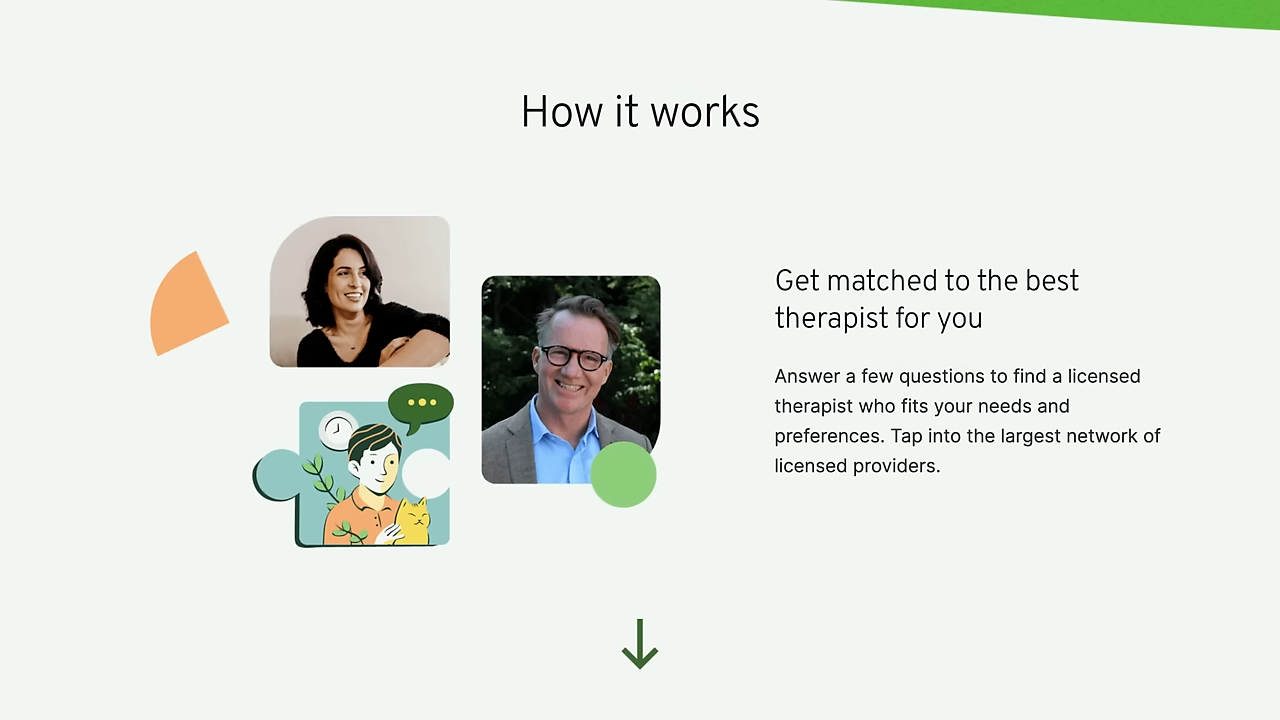 How it works
Get matched to the best
therapist for you
Answer a few questions to find a licensed
therapist who fits your needs and
preferences. Tap into the largest network of
licensed providers.